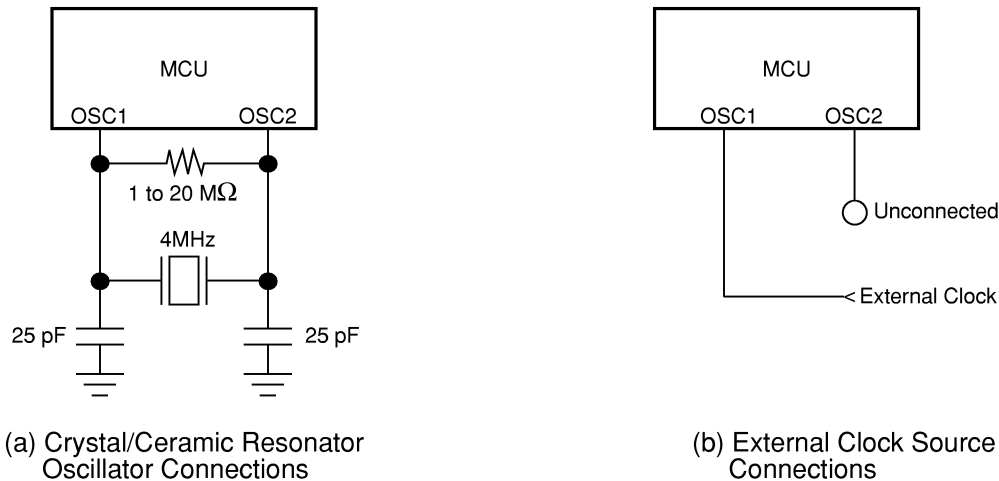 MCU
OSC1 OSC2
1 to 20 MΩ
4MHz
25 pF 25 pF
(a) Crystal/Ceramic Resonator
Oscillator Connections
MCU
OSC1 OSC2
Unconnected
< External Clock
(b) External Clock Source
Connections